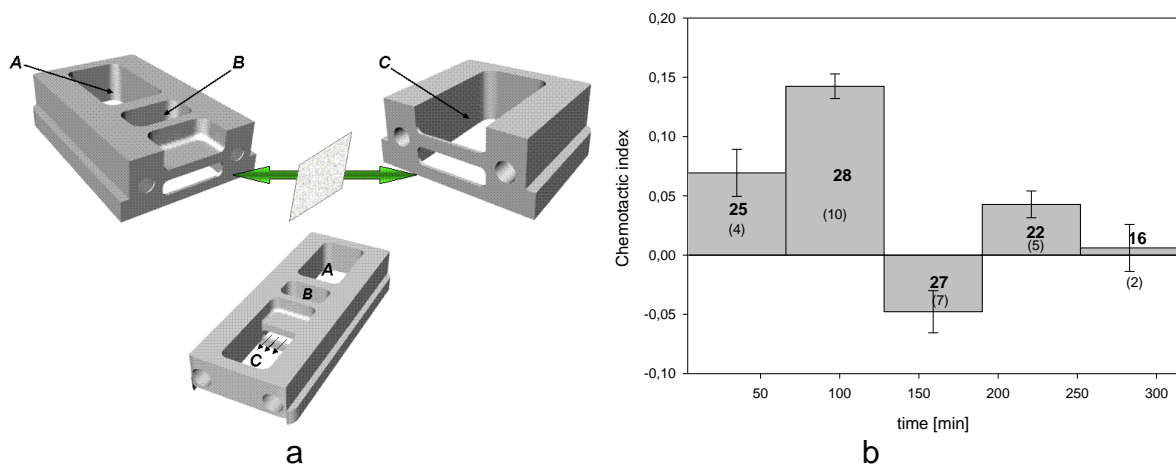 A
B
C
A
B
C
a
0,20
0,15
0,10
0,05
0,00
-0,05
-0,10
Chemotactic index
25
(4)
28
(10)
27
(7)
22
(5)
16
(2)
50 100 150 200 250 300
time [min]
b